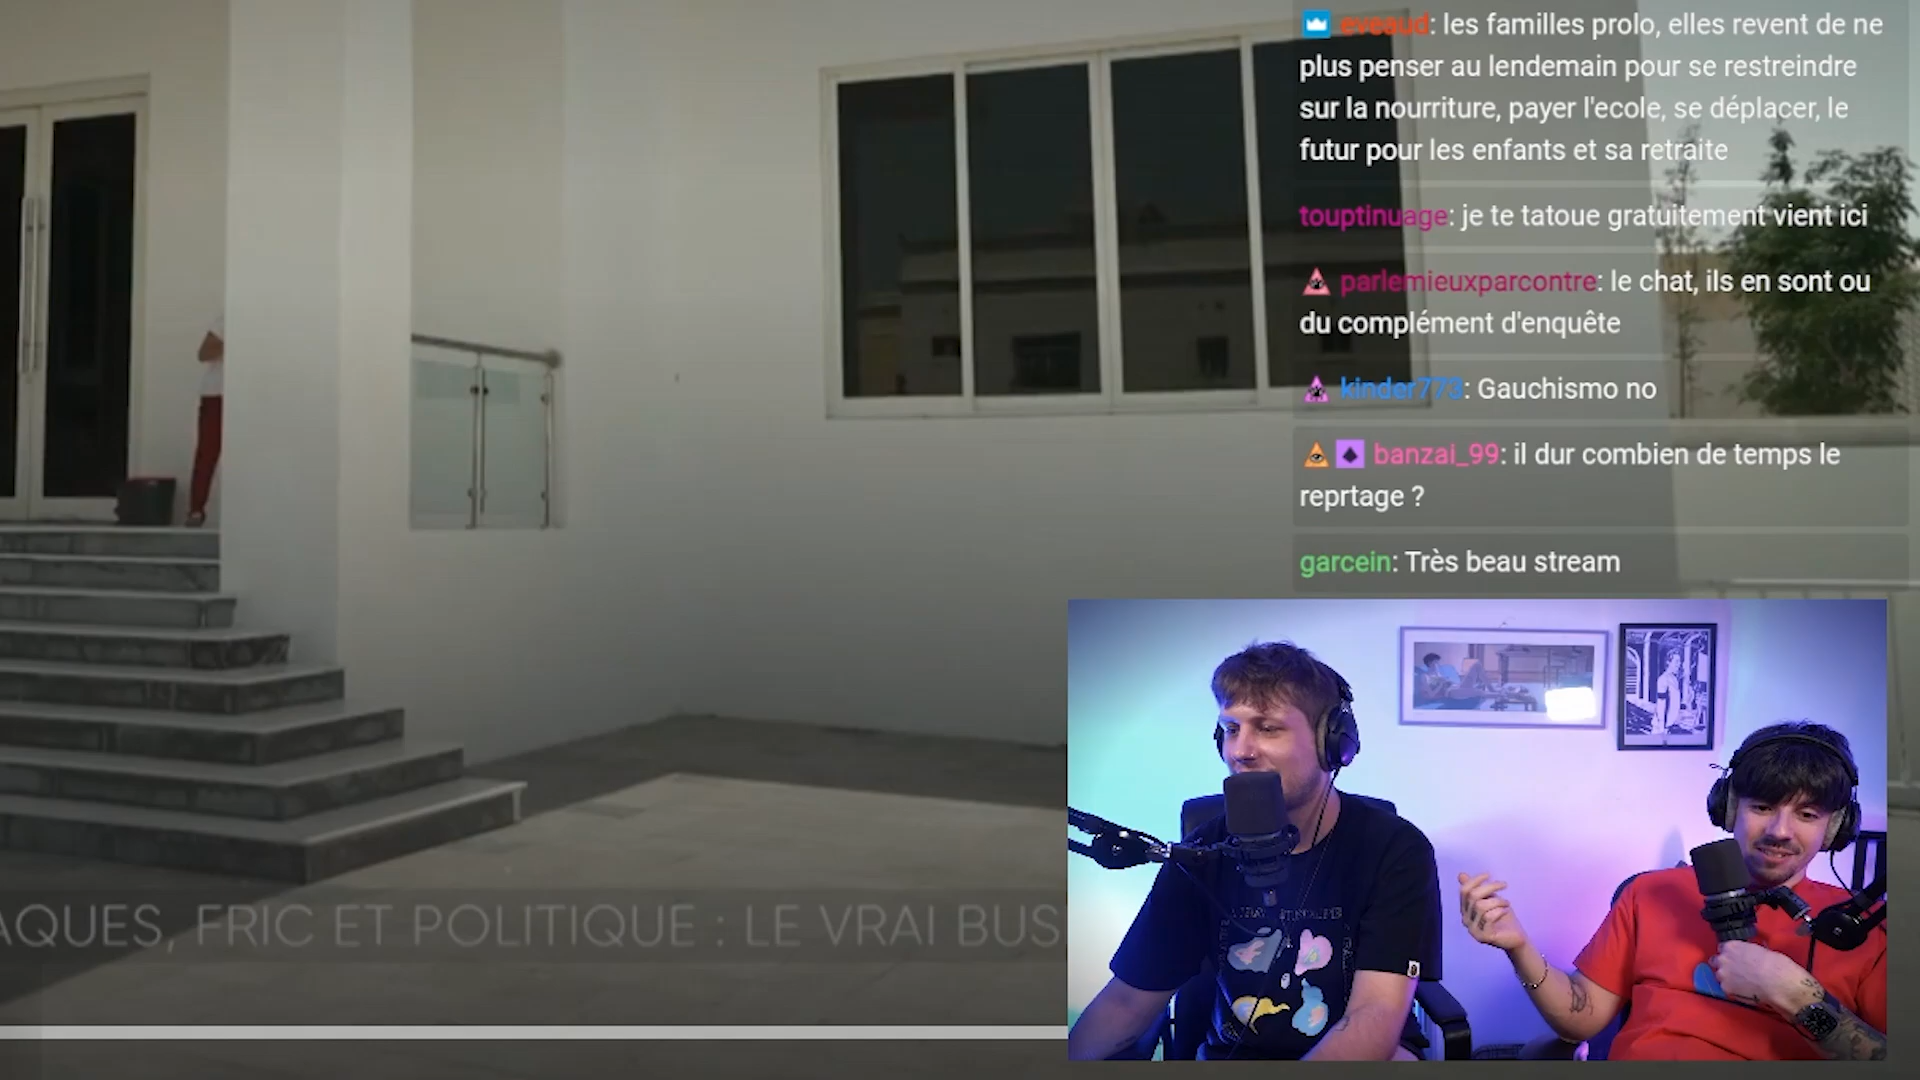 eveaud: les familles prolo, elles revent de ne
plus penser au lendemain pour se restreindre
sur la nourriture, payer l'ecole, se déplacer, le
futur pour les enfants et sa retraite
touptinuage: je te tatoue gratuitement vient ici
parlemieuxparcontre: le chat, ils en sont ou
du complément d'enquête
kinder773: Gauchismo no
banzai_99: il dur combien de temps le
reprtage ?
garcein: Très beau stream
AQUES, FRIC ET POLITIQUE : LE VRAI BUS